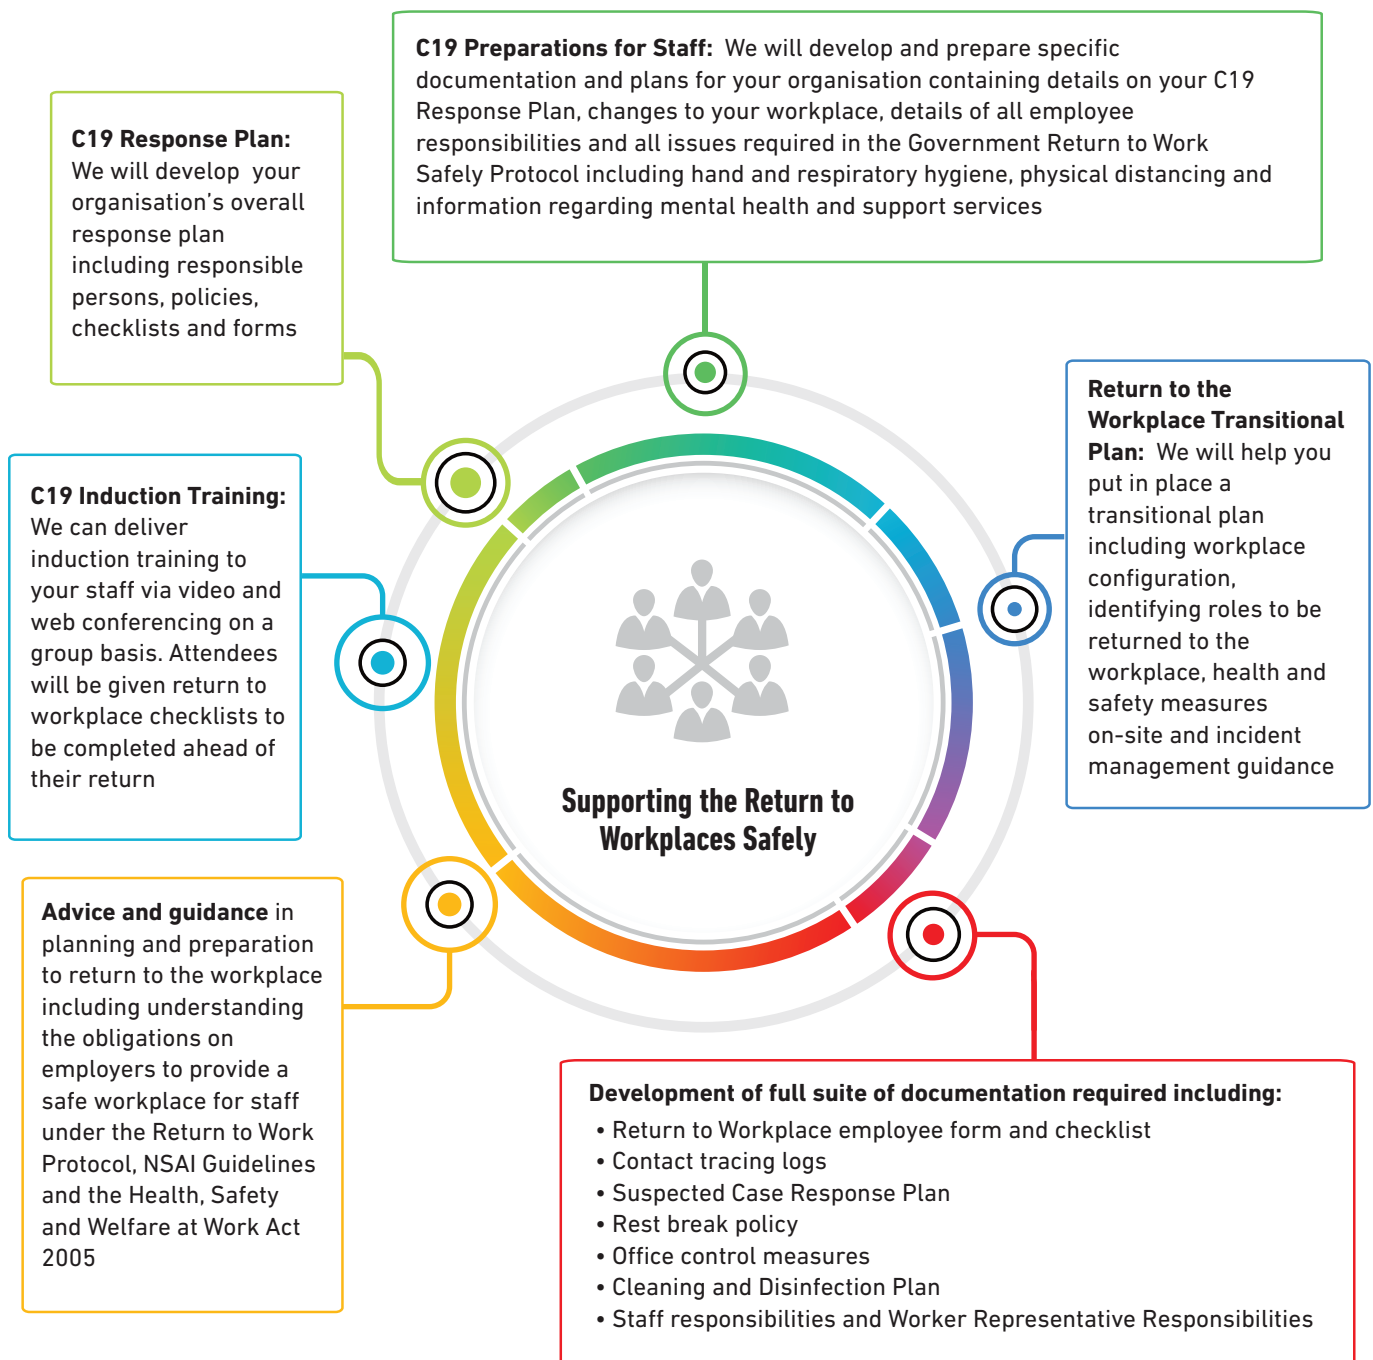 C19 Preparations for Staff: We will develop and prepare specific
documentation and plans for your organisation containing details on your C19
Response Plan, changes to your workplace, details of all employee
responsibilities and all issues required in the Government Return to Work
Safely Protocol including hand and respiratory hygiene, physical distancing and
information regarding mental health and support services
C19 Response Plan:
We will develop your
organisation's overall
response plan
including responsible
persons, policies,
checklists and forms
Return to the
Workplace Transitional
Plan: We will help you
put in place a
transitional plan
including workplace
configuration,
identifying roles to be
returned to the
workplace, health and
safety measures
on-site and incident
management guidance
C19 Induction Training:
We can deliver
induction training to
your staff via video and
web conferencing on a
group basis. Attendees
will be given return to
workplace checklists to
be completed ahead of
their return
Supporting the Return to
Workplaces Safely
Advice and guidance in
planning and preparation
to return to the workplace
including understanding
the obligations on
employers to provide a
safe workplace for staff
under the Return to Work
Protocol, NSAI Guidelines
and the Health, Safety
and Welfare at Work Act
2005
Development of full suite of documentation required including:
• Return to Workplace employee form and checklist
• Contact tracing logs
• Suspected Case Response Plan
• Rest break policy
• Office control measures
• Cleaning and Disinfection Plan
• Staff responsibilities and Worker Representative Responsibilities